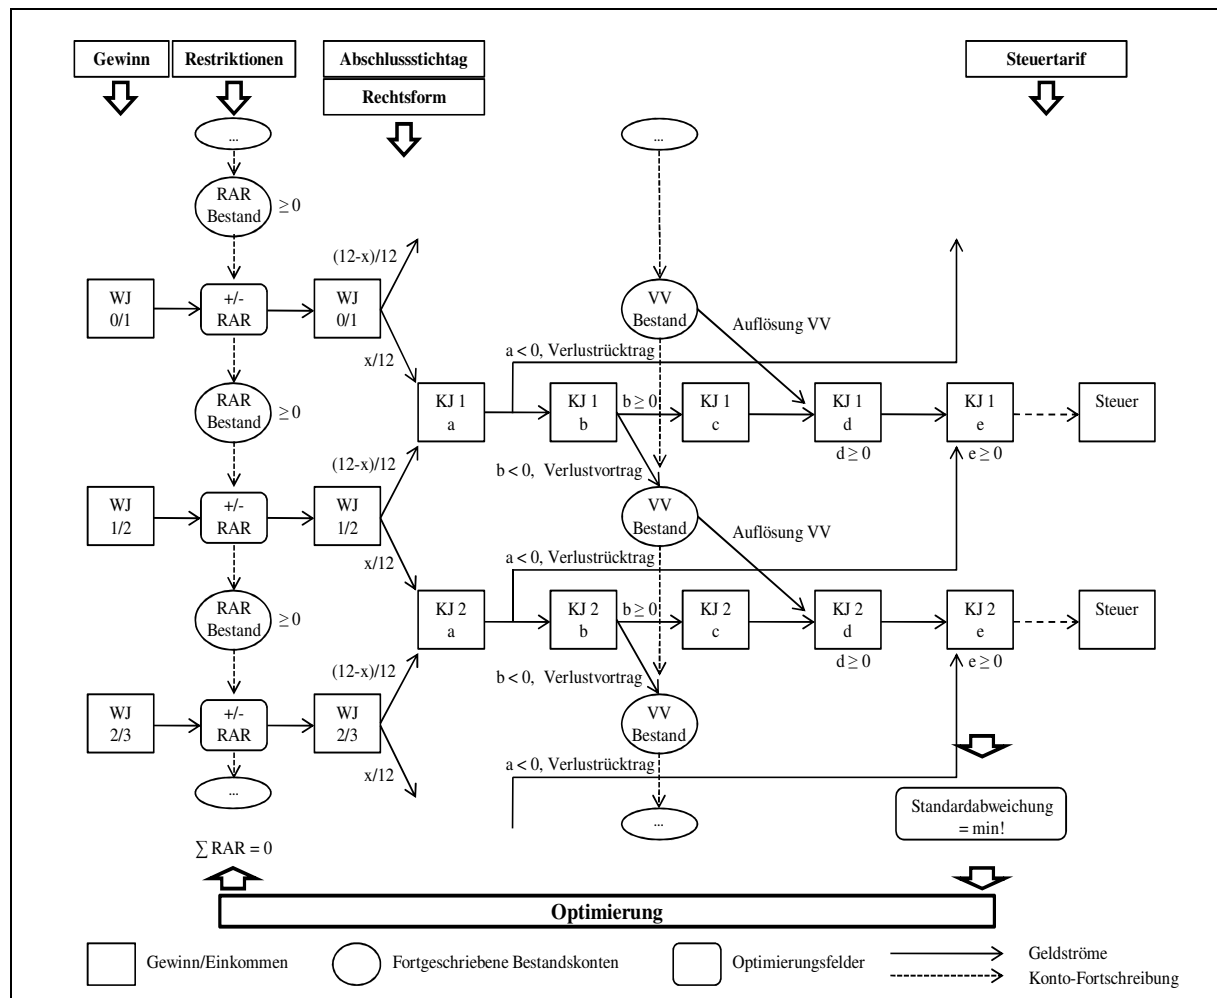 Gewinn
Restriktionen
Abschlussstichtag
Steuertarif
Rechtsform
...
...
RAR
Bestand
≥ 0
(12-x)/12
WJ
0/1
+/-
RAR
WJ
0/1
VV
Bestand
Auflösung VV
x/12
a < 0, Verlustrücktrag
RAR
Bestand
≥ 0
KJ 1
a
KJ 1
b
b ≥ 0
KJ 1
c
KJ 1
d
KJ 1
e
Steuer
d ≥ 0
e ≥ 0
(12-x)/12
b < 0, Verlustvortrag
WJ
1/2
+/-
RAR
WJ
1/2
VV
Bestand
Auflösung VV
x/12
a < 0, Verlustrücktrag
RAR
Bestand
≥ 0
KJ 2
a
KJ 2
b
b ≥ 0
KJ 2
c
KJ 2
d
KJ 2
e
Steuer
d ≥ 0
e ≥ 0
(12-x)/12
b < 0, Verlustvortrag
WJ
2/3
+/-
RAR
WJ
2/3
VV
Bestand
x/12
a < 0, Verlustrücktrag
...
...
Standardabweichung
= min!
∑ RAR = 0
Optimierung
Gewinn/Einkommen
Fortgeschriebene Bestandskonten
Optimierungsfelder
Geldströme
Konto-Fortschreibung